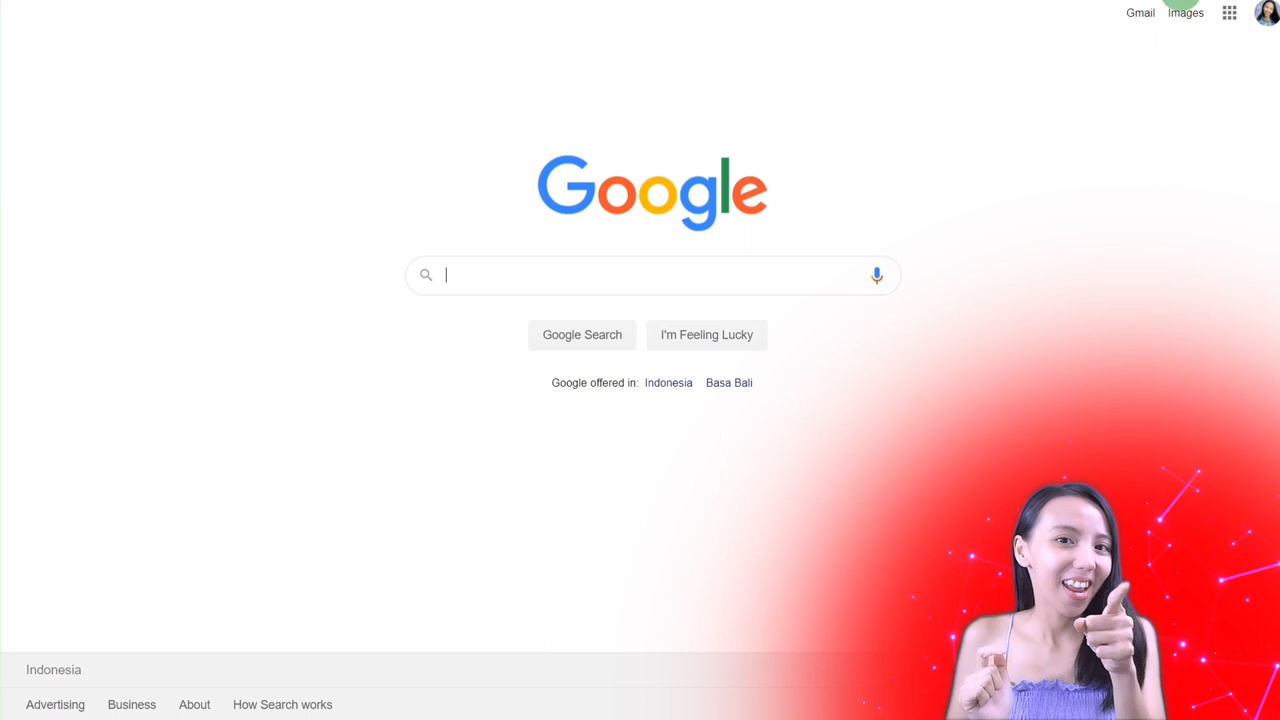 Gmail Images
Google
Google Search I'm Feeling Lucky
Google offered in: Indonesia Basa Bali
Indonesia
Advertising Business About How Search works